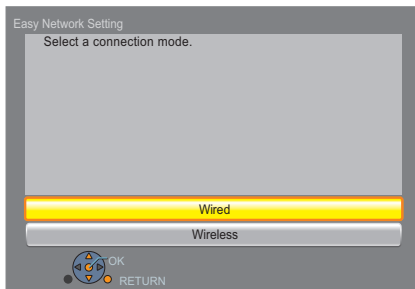 Easy Network Setting
Select a connection mode.
Wired
Wireless
OK
RETURN